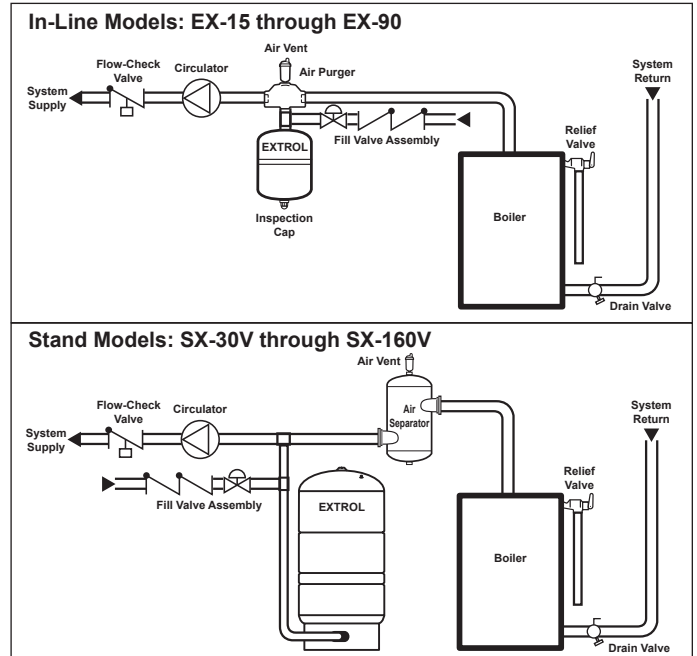 In-Line Models: EX-15 through EX-90
Air Vent
Flow-Check
Valve
Circulator
Air Purger
System
Supply
System
Return
Fill Valve Assembly
EXTROL
Relief
Valve
Inspection
Cap
Boiler
Drain Valve
Stand Models: SX-30V through SX-160V
Air Vent
Flow-Check
Valve
Circulator
Air
Separator
System
Supply
System
Return
Fill Valve Assembly
EXTROL
Relief
Valve
Boiler
Drain Valve